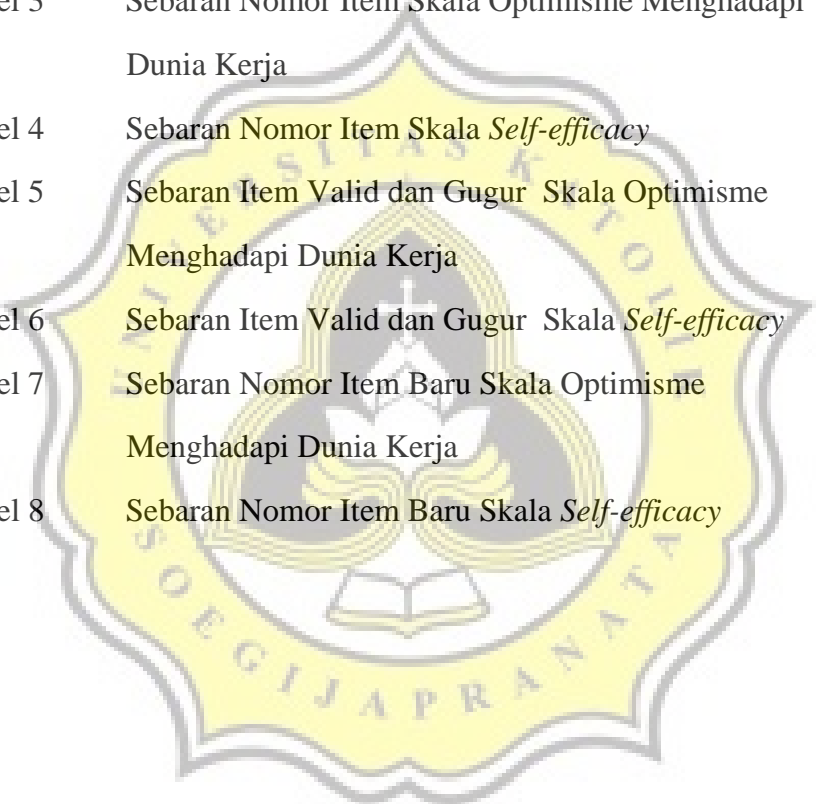 el 3 Sebaran Nomor Item Skala Optimisme Menghadapi
Dunia Kerja
el 4 Sebaran Nomor Item Skala Self-efficacy
el 5 Sebaran Item Valid dan Gugur Skala Optimisme
Menghadapi Dunia Kerja
el 6 Sebaran Item Valid dan Gugur Skala Self-efficacy
el 7 Sebaran Nomor Item Baru Skala Optimisme
Menghadapi Dunia Kerja
el 8 Sebaran Nomor Item Baru Skala Self-efficacy
UNIVERSITAS KATOLIK
SOEGIJAPRANATA